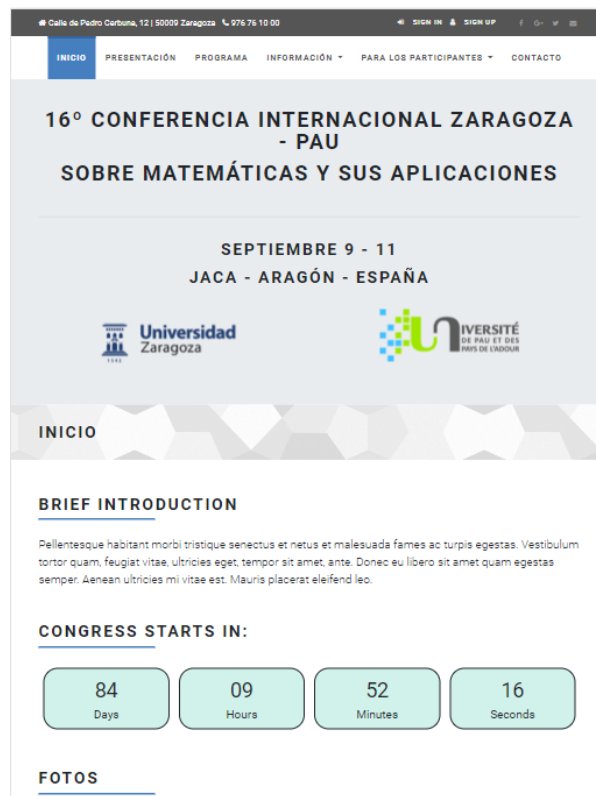 Calle de Pedro Cerbuna, 12 | 50009 Zaragoza 976 76 10 00 SIGN IN SIGN UP
INICIO PRESENTACIÓN PROGRAMA INFORMACIÓN PARA LOS PARTICIPANTES CONTACTO
16º CONFERENCIA INTERNACIONAL ZARAGOZA
- PAU
SOBRE MATEMÁTICAS Y SUS APLICACIONES
SEPTIEMBRE 9 - 11
JACA - ARAGÓN - ESPAÑA
Universidad
Zaragoza
1542
UNIVERSITÉ
DE PAU ET DES
PAYS DE L'ADOUR
INICIO
BRIEF INTRODUCTION
Pellentesque habitant morbi tristique senectus et netus et malesuada fames ac turpis egestas. Vestibulum
tortor quam, feugiat vitae, ultricies eget, tempor sit amet, ante. Donec eu libero sit amet quam egestas
semper. Aenean ultricies mi vitae est. Mauris placerat eleifend leo.
CONGRESS STARTS IN:
84 09 52 16
Days Hours Minutes Seconds
FOTOS